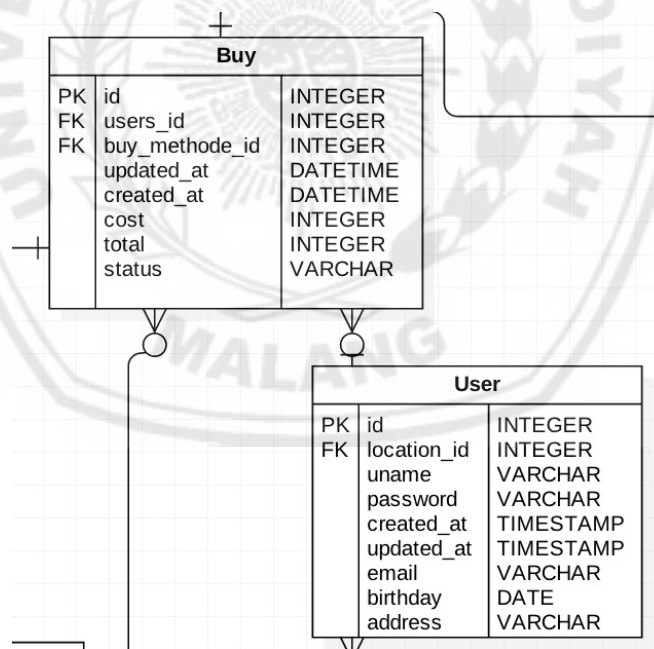 Buy
PK id INTEGER
FK users_id INTEGER
FK buy_methode_id INTEGER
updated_at DATETIME
created_at DATETIME
cost INTEGER
total INTEGER
status VARCHAR
MALANG
User
PK id INTEGER
FK location_id INTEGER
uname VARCHAR
password VARCHAR
created_at TIMESTAMP
updated_at TIMESTAMP
email VARCHAR
birthday DATE
address VARCHAR